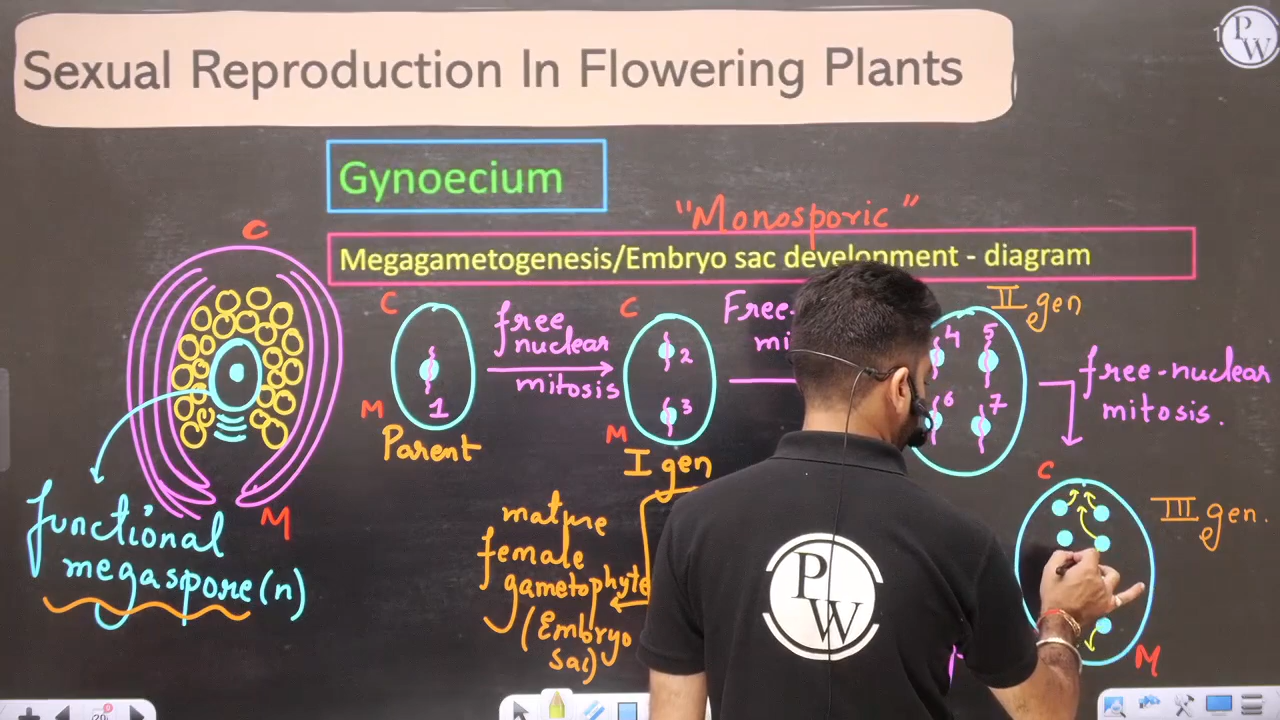 Sexual Reproduction In Flowering Plants
PW
Gynoecium
"Monosporic"
Megagametogenesis/Embryo sac development - diagram
C
C
free
nuclear
mitosis
C
Free-
II gen
4 5
6 7
free-nuclear
mitosis.
1
2
3
M
Parent
M
I gen
functional
megaspore(n)
M
mature
female
gametophyte
(Embryo
sac)
C
III gen.
M
PW